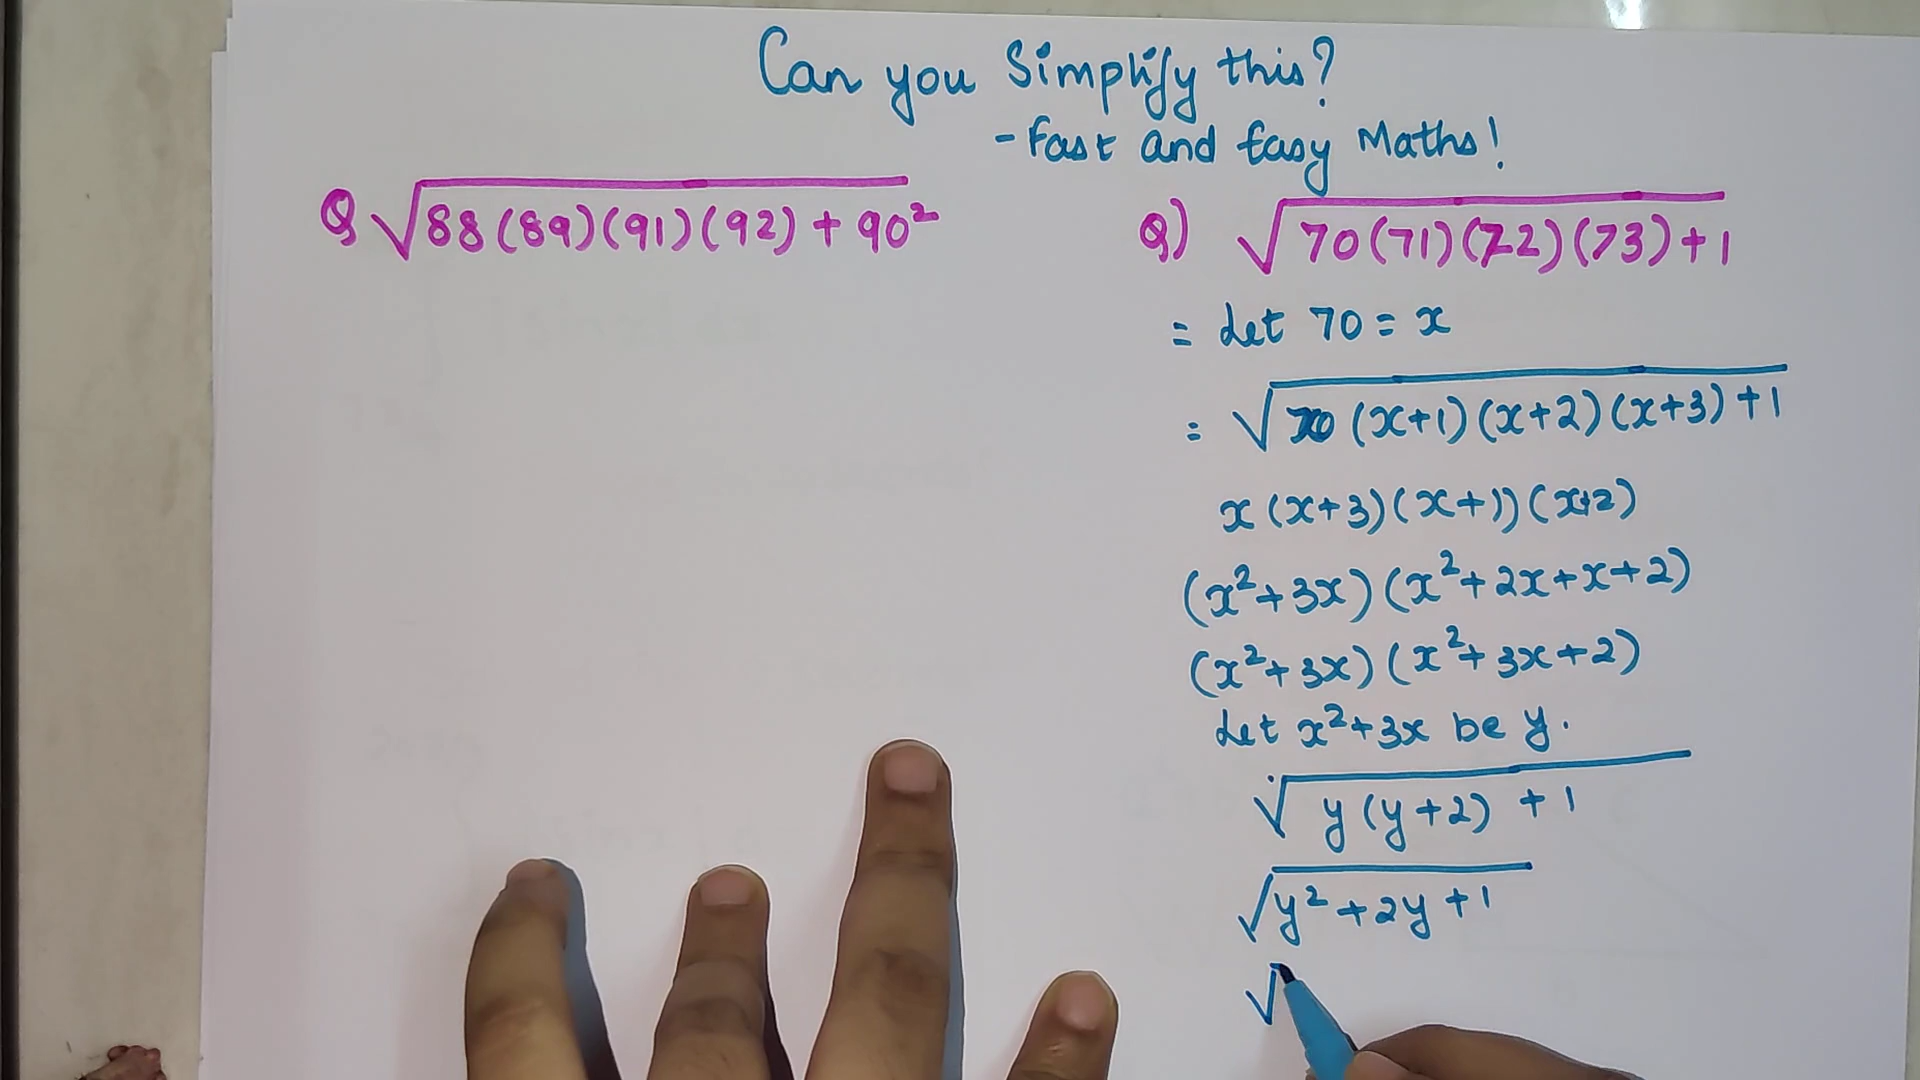 Can you Simplify this?
- Fast and Easy Maths!
Q √88(89)(91)(92) + 90²
Q) √70(71)(72)(73)+1
= Let 70 = x
= √x(x+1)(x+2)(x+3)+1
x(x+3)(x+1)(x+2)
(x²+3x)(x²+2x+x+2)
(x²+3x)(x²+3x+2)
Let x²+3x be y.
√y(y+2) + 1
√y²+2y+1
√